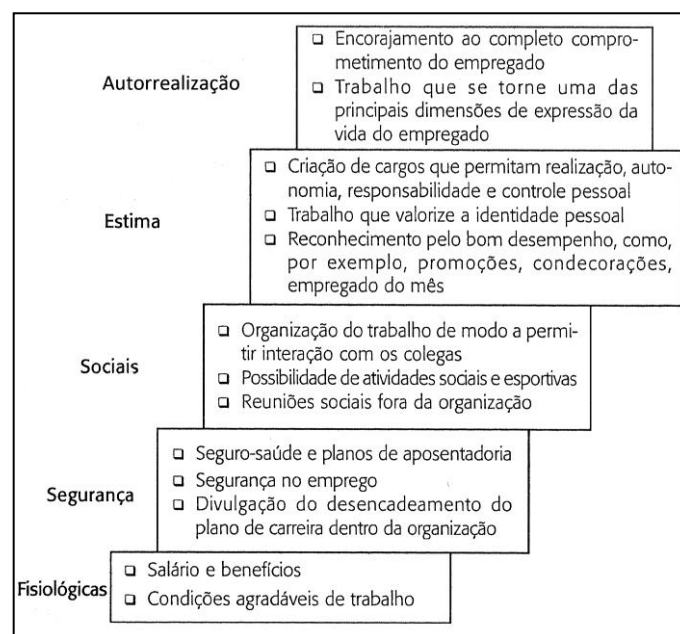 ❑ Encorajamento ao completo compro-
metimento do empregado
Autorrealização
❑ Trabalho que se torne uma das
principais dimensões de expressão da
vida do empregado
❑ Criação de cargos que permitam realização, auto-
nomia, responsabilidade e controle pessoal
Estima
❑ Trabalho que valorize a identidade pessoal
❑ Reconhecimento pelo bom desempenho, como,
por exemplo, promoções, condecorações,
empregado do mês
❑ Organização do trabalho de modo a permi-
tir interação com os colegas
Sociais
❑ Possibilidade de atividades sociais e esportivas
❑ Reuniões sociais fora da organização
❑ Seguro-saúde e planos de aposentadoria
❑ Segurança no emprego
Segurança
❑ Divulgação do desencadeamento do
plano de carreira dentro da organização
Fisiológicas
❑ Salário e benefícios
❑ Condições agradáveis de trabalho